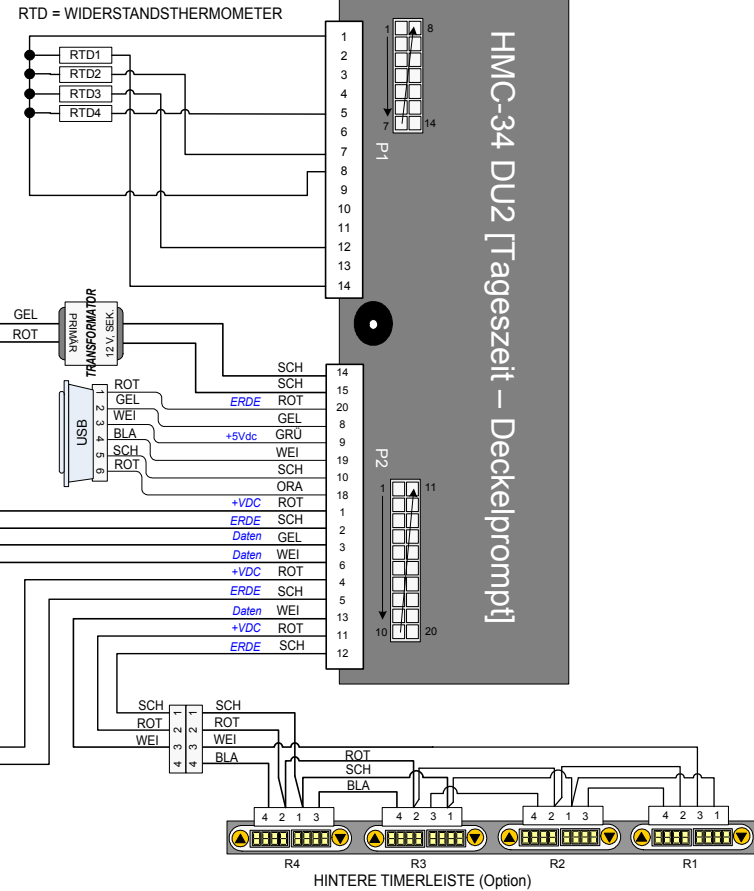 RTD = WIDERSTANDSTHERMOMETER
RTD1
RTD2
RTD3
RTD4
1
2
3
4
5
6
7
8
9
10
11
12
13
14
1 8
7 14
P1
HMC-34 DU2 [Tageszeit – Deckelprompt]
GEL
ROT
PRIMÄR
TRANSFORMATOR
12 V, SEK.
USB
1 ROT
2 GEL
3 WEI
4 BLA
5 SCH
6 ROT
SCH 14
SCH 15
ERDE ROT 20
GEL 8
+5Vdc GRÜ 9
WEI 19
SCH 10
ORA 18
+VDC ROT 1
ERDE SCH 2
Daten GEL 3
Daten WEI 6
+VDC ROT 4
ERDE SCH 5
Daten WEI 13
+VDC ROT 11
ERDE SCH 12
P2
1 11
10 20
SCH 1 1 SCH
ROT 2 2 ROT
WEI 3 3 WEI
4 4 BLA
ROT
SCH
BLA
4 2 1 3
4 2 3 1
4 2 1 3
4 2 3 1
R4
R3
R2
R1
HINTERE TIMERLEISTE (Option)